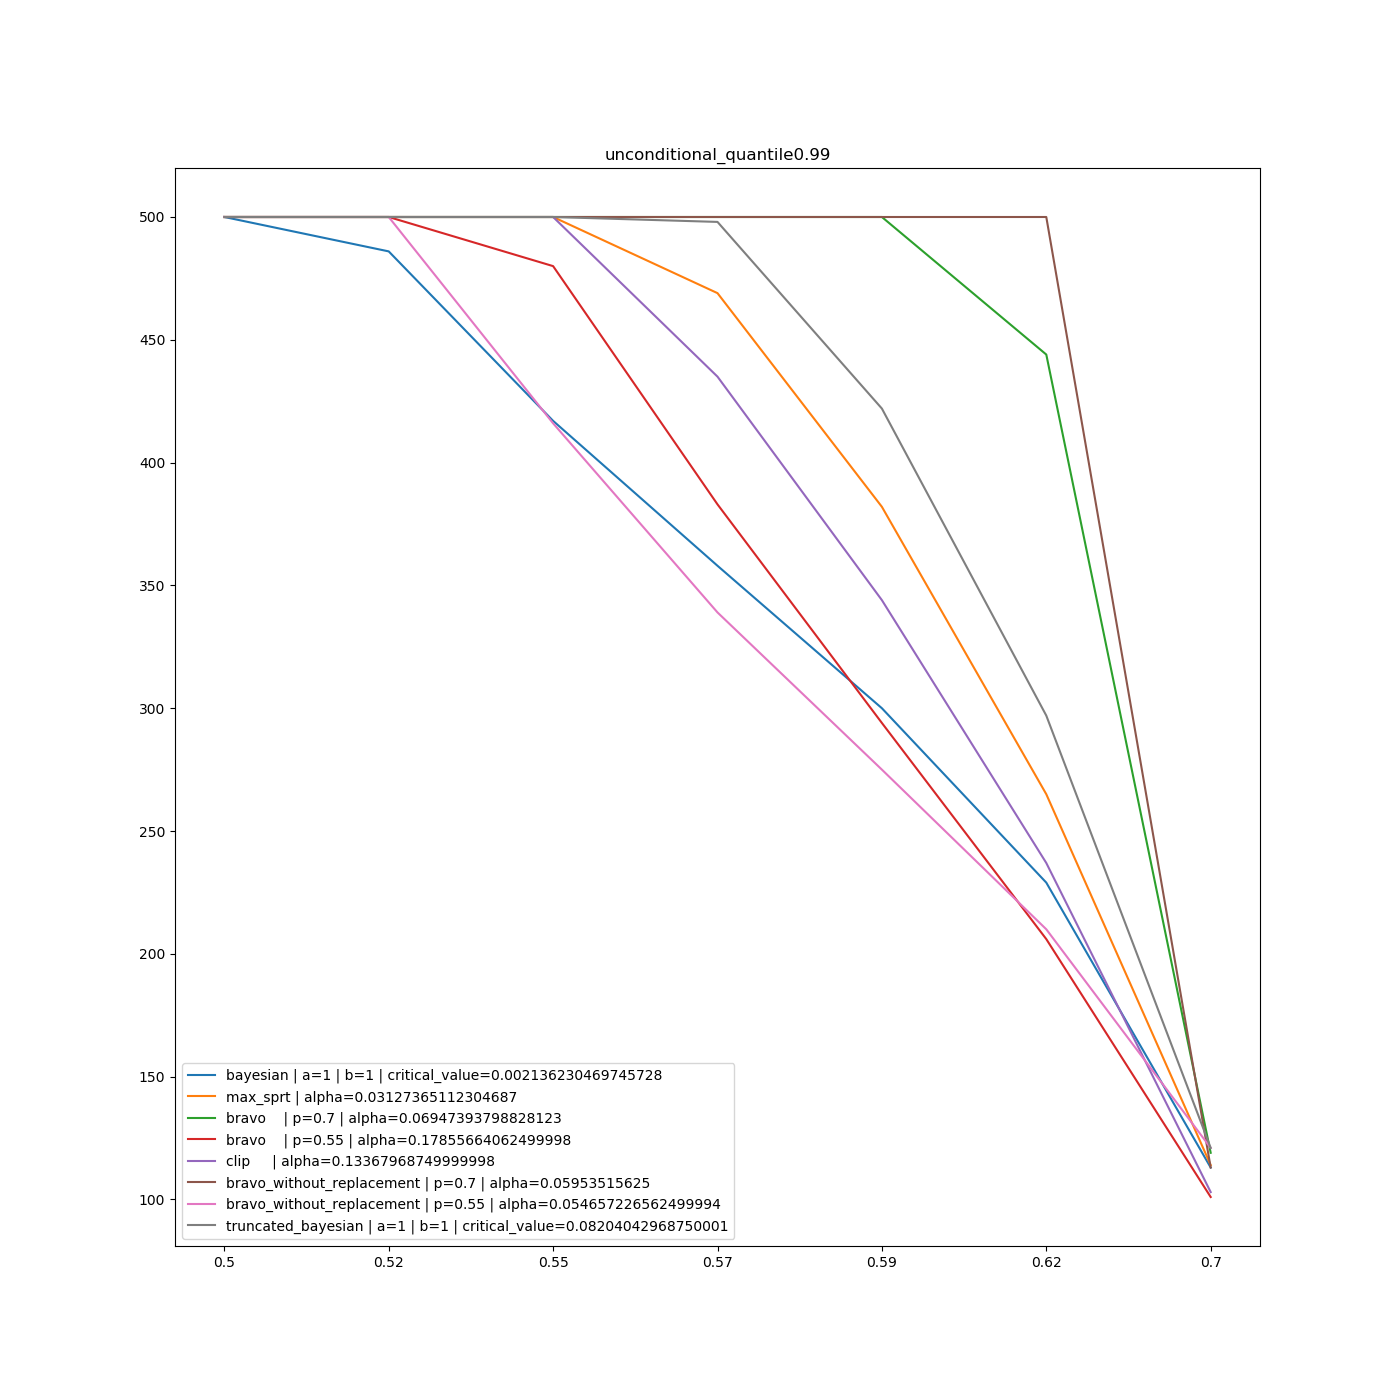 unconditional_quantile0.99
500
450
400
350
300
250
200
150
100
bayesian | a=1 | b=1 | critical_value=0.002136230469745728
max_sprt | alpha=0.03127365112304687
bravo    | p=0.7 | alpha=0.06947393798828123
bravo    | p=0.55 | alpha=0.17855664062499998
clip     | alpha=0.13367968749999998
bravo_without_replacement | p=0.7 | alpha=0.05953515625
bravo_without_replacement | p=0.55 | alpha=0.054657226562499994
truncated_bayesian | a=1 | b=1 | critical_value=0.08204042968750001
0.5 0.52 0.55 0.57 0.59 0.62 0.7